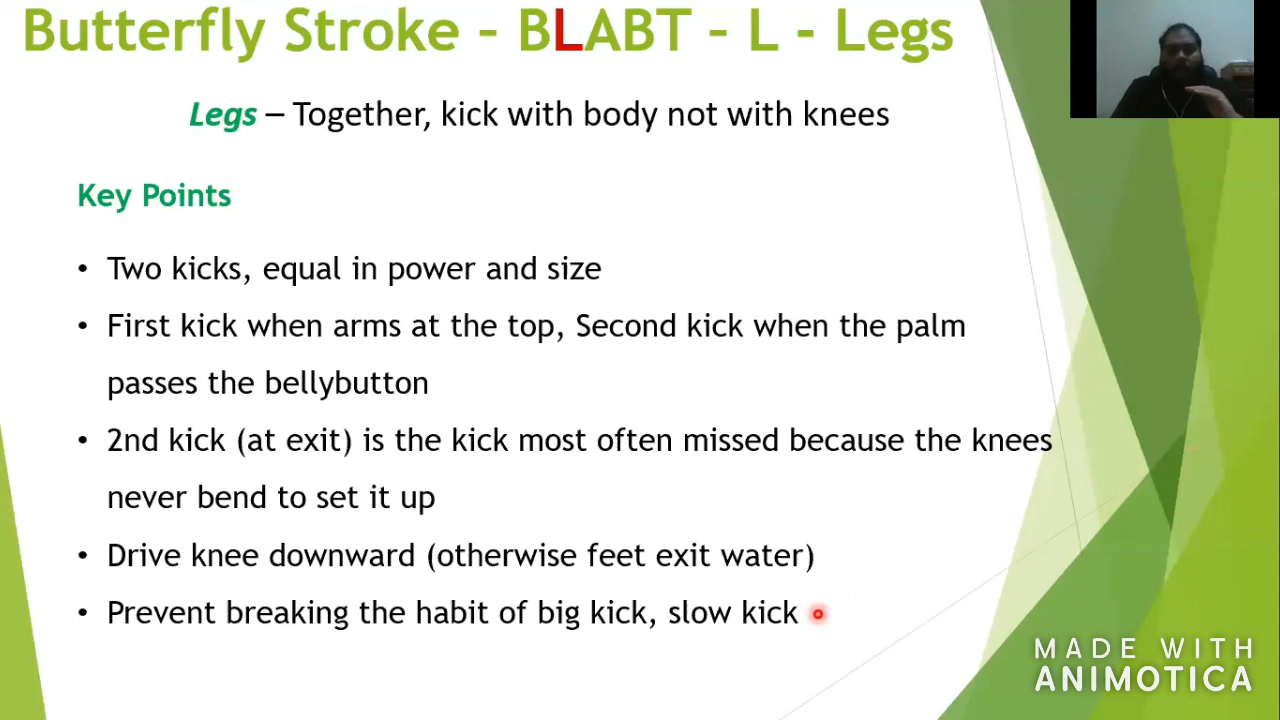 Butterfly Stroke – BLABT – L - Legs
Legs – Together, kick with body not with knees
Key Points
• Two kicks, equal in power and size
• First kick when arms at the top, Second kick when the palm
passes the bellybutton
• 2nd kick (at exit) is the kick most often missed because the knees
never bend to set it up
• Drive knee downward (otherwise feet exit water)
• Prevent breaking the habit of big kick, slow kick
MADE WITH
ANIMOTICA